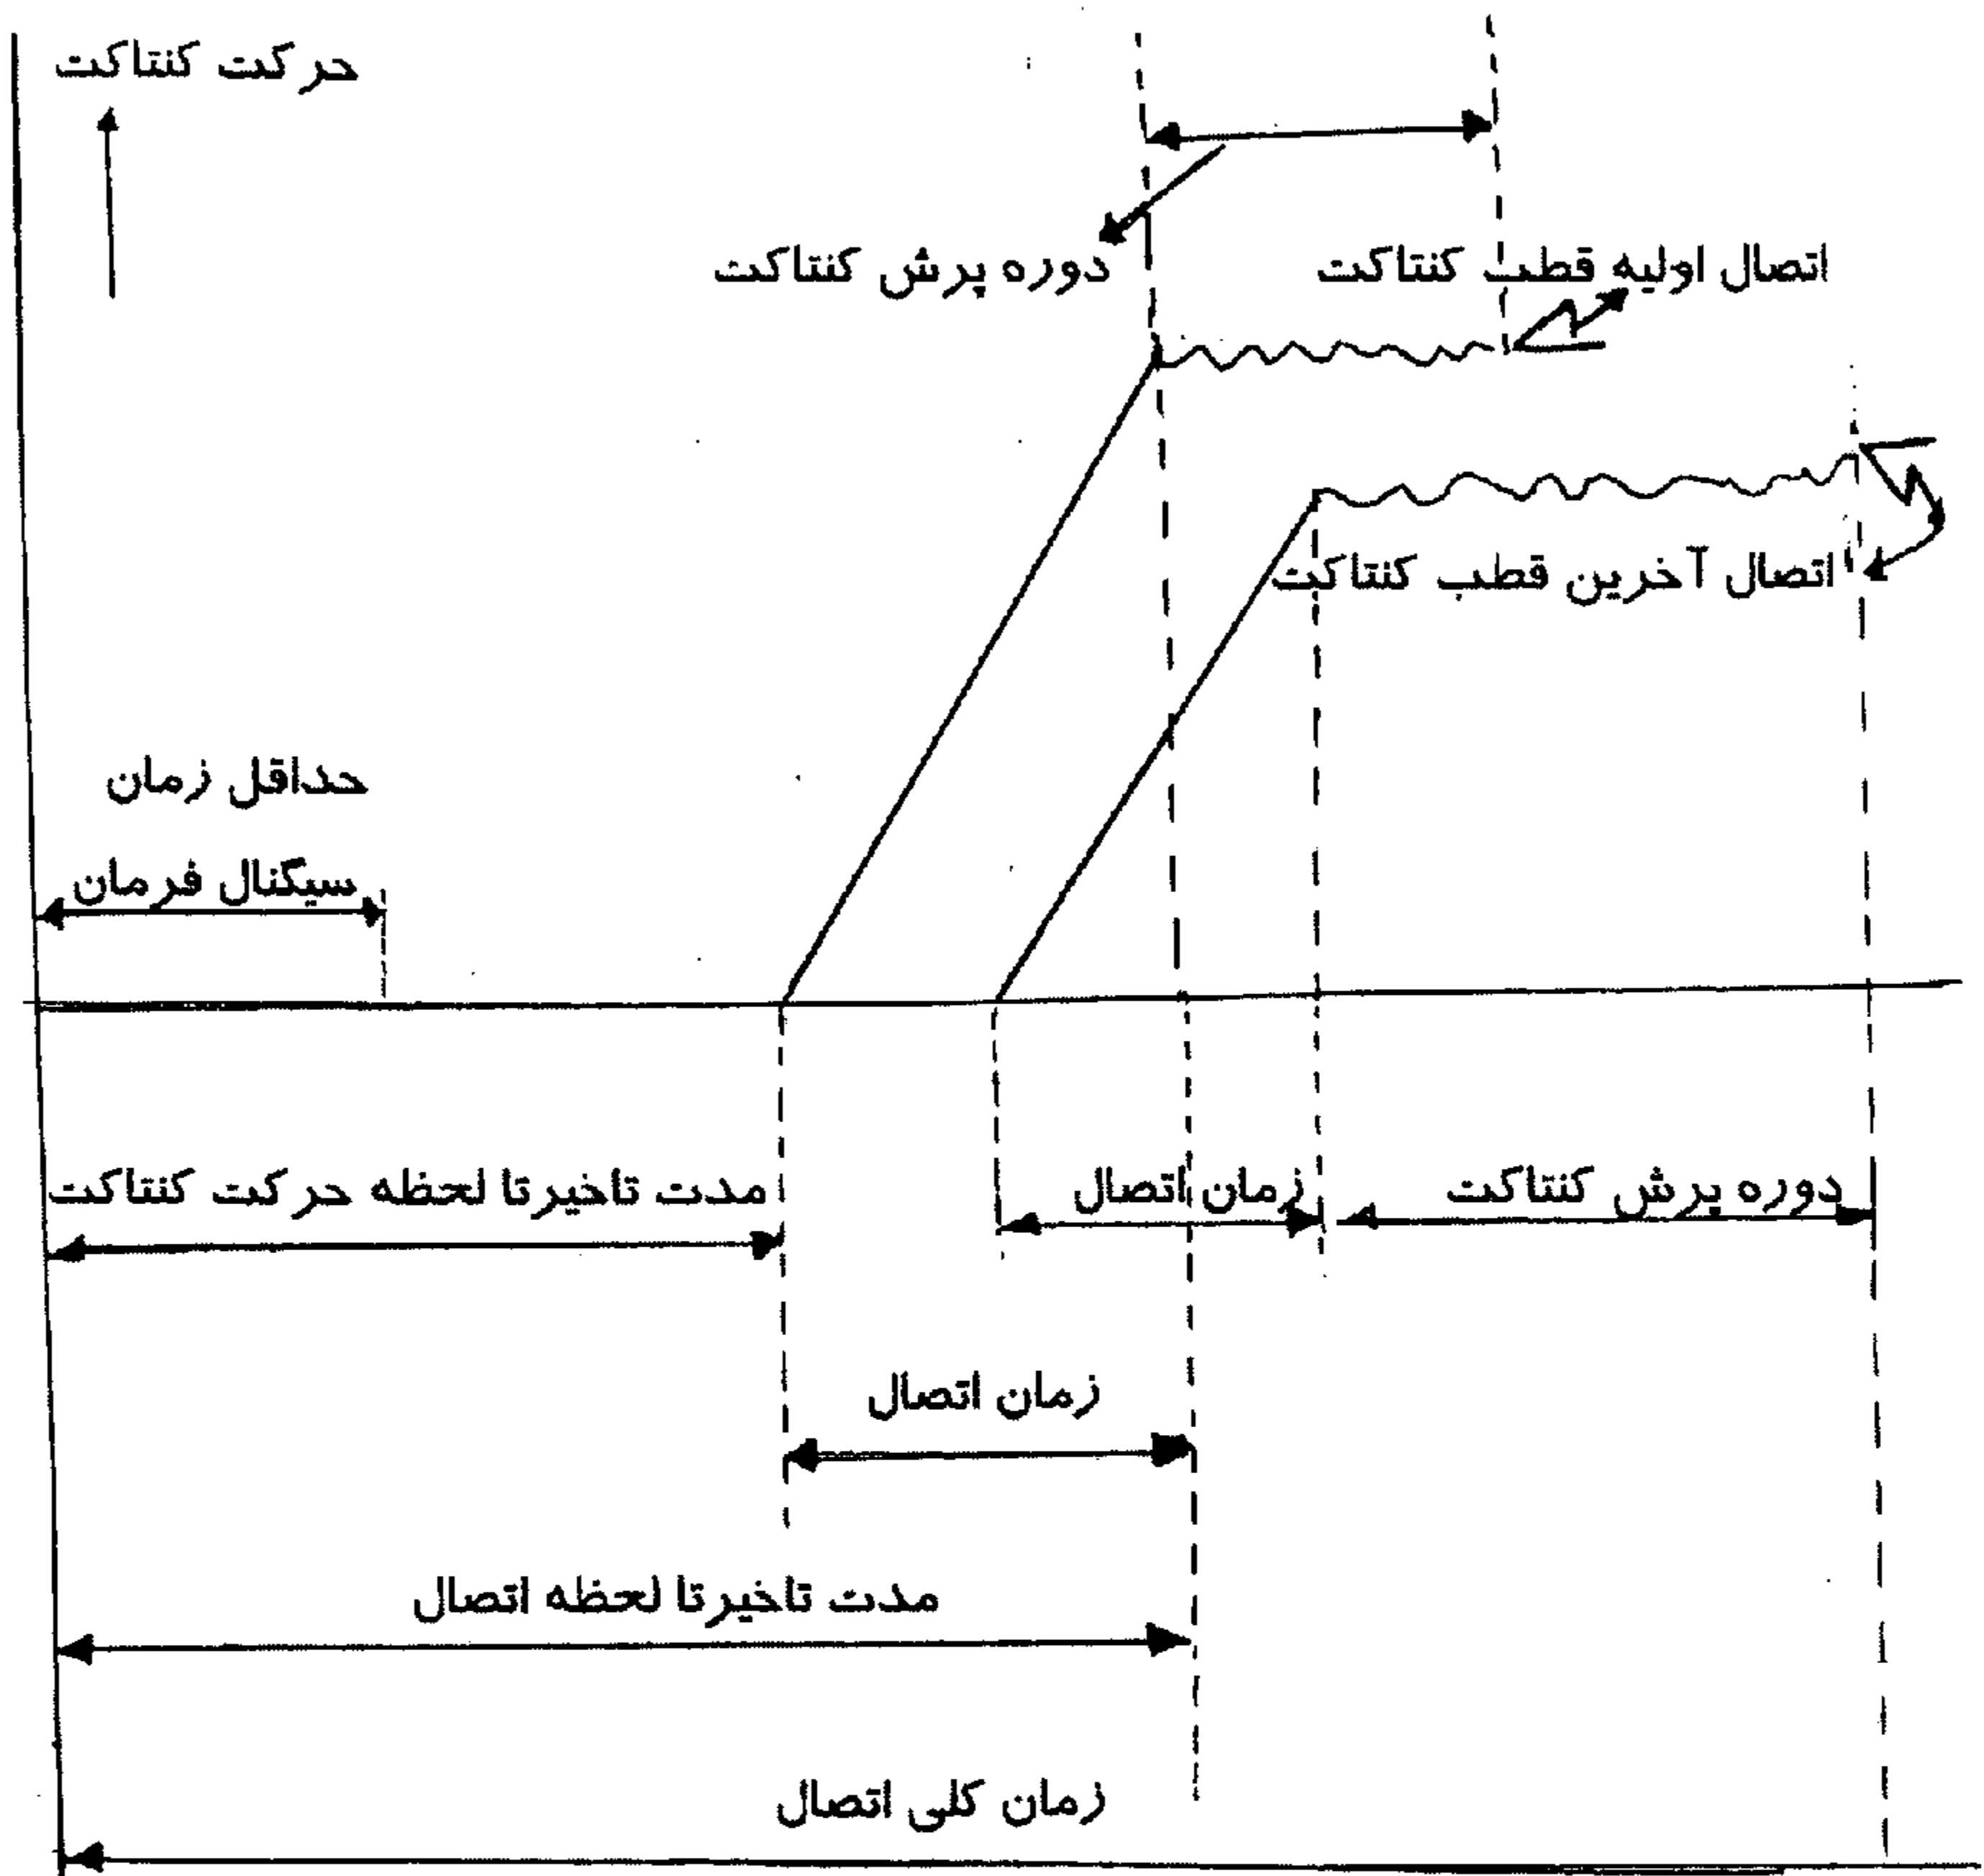 حرکت کنتاکت
دوره پرش کنتاکت
اتصال اولیه قطب کنتاکت
اتصال آخرین قطب کنتاکت
حداقل زمان
سیگنال فرمان
مدت تاخیرتا لحظه حرکت کنتاکت
زمان اتصال
دوره پرش کنتاکت
زمان اتصال
مدت تاخیرتا لحظه اتصال
زمان کلی اتصال